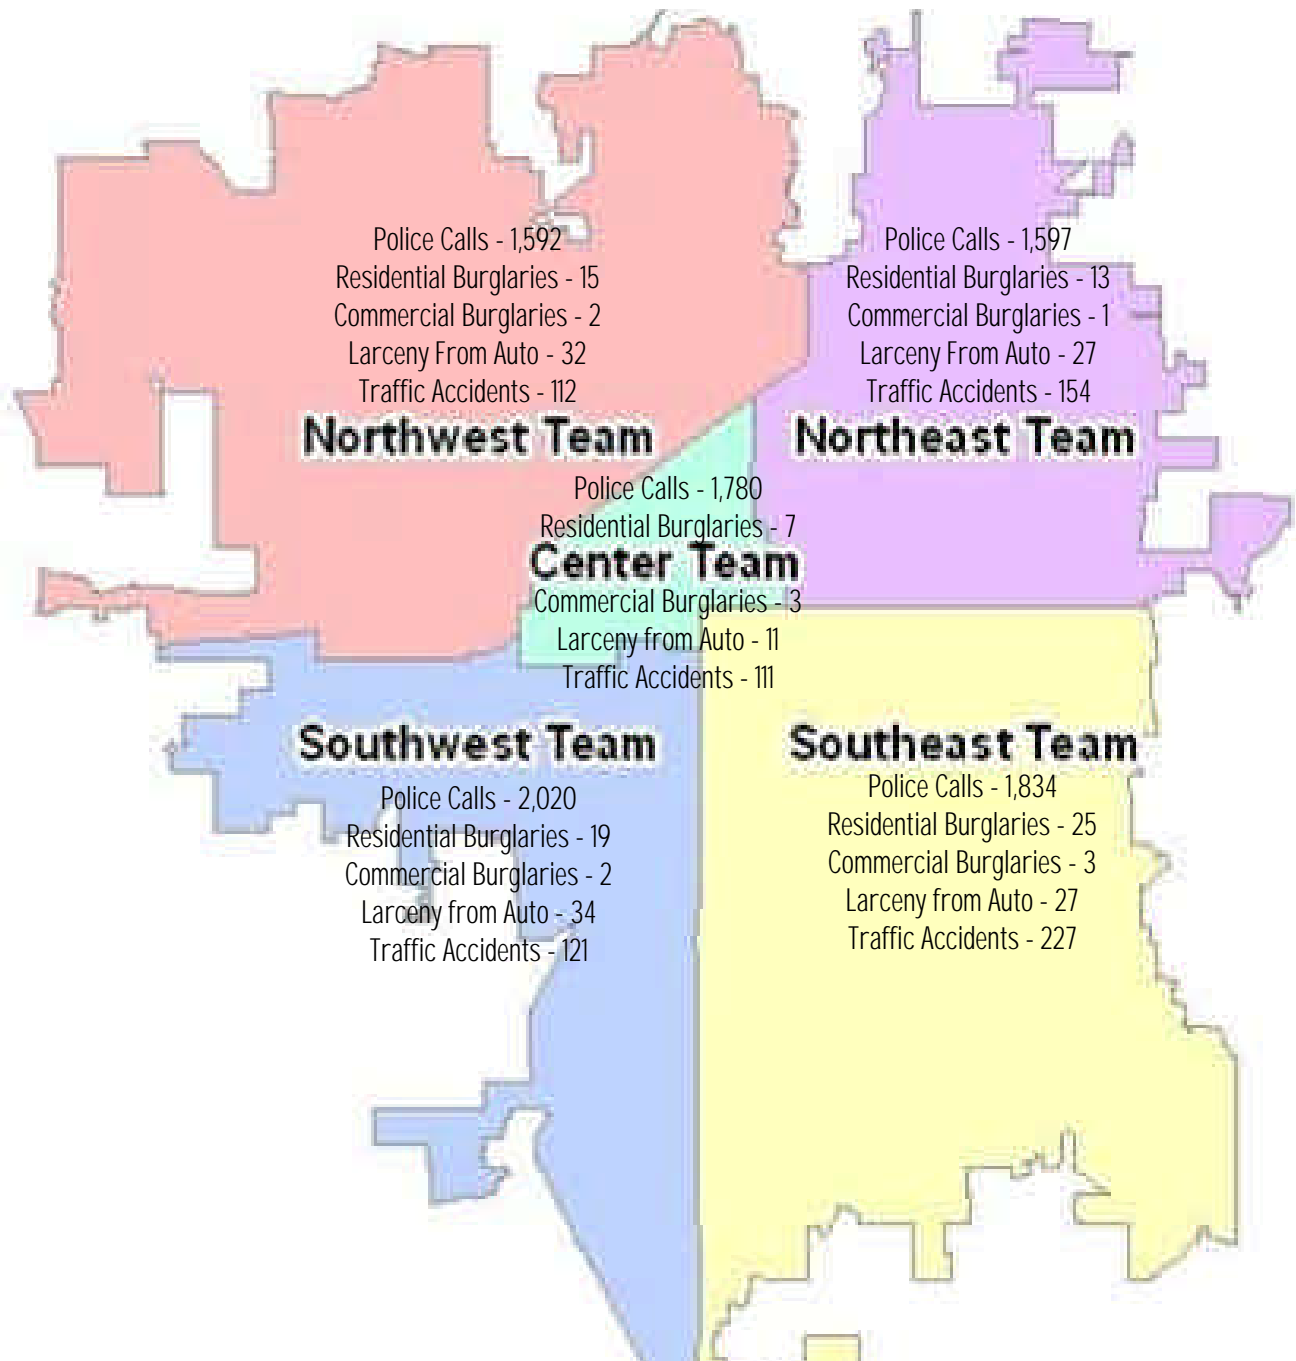 Police Calls - 1,592
Residential Burglaries - 15
Commercial Burglaries - 2
Larceny From Auto - 32
Traffic Accidents - 112
Northwest Team
Police Calls - 1,597
Residential Burglaries - 13
Commercial Burglaries - 1
Larceny From Auto - 27
Traffic Accidents - 154
Northeast Team
Police Calls - 1,780
Residential Burglaries - 7
Center Team
Commercial Burglaries - 3
Larceny from Auto - 11
Traffic Accidents - 111
Southwest Team
Police Calls - 2,020
Residential Burglaries - 19
Commercial Burglaries - 2
Larceny from Auto - 34
Traffic Accidents - 121
Southeast Team
Police Calls - 1,834
Residential Burglaries - 25
Commercial Burglaries - 3
Larceny from Auto - 27
Traffic Accidents - 227